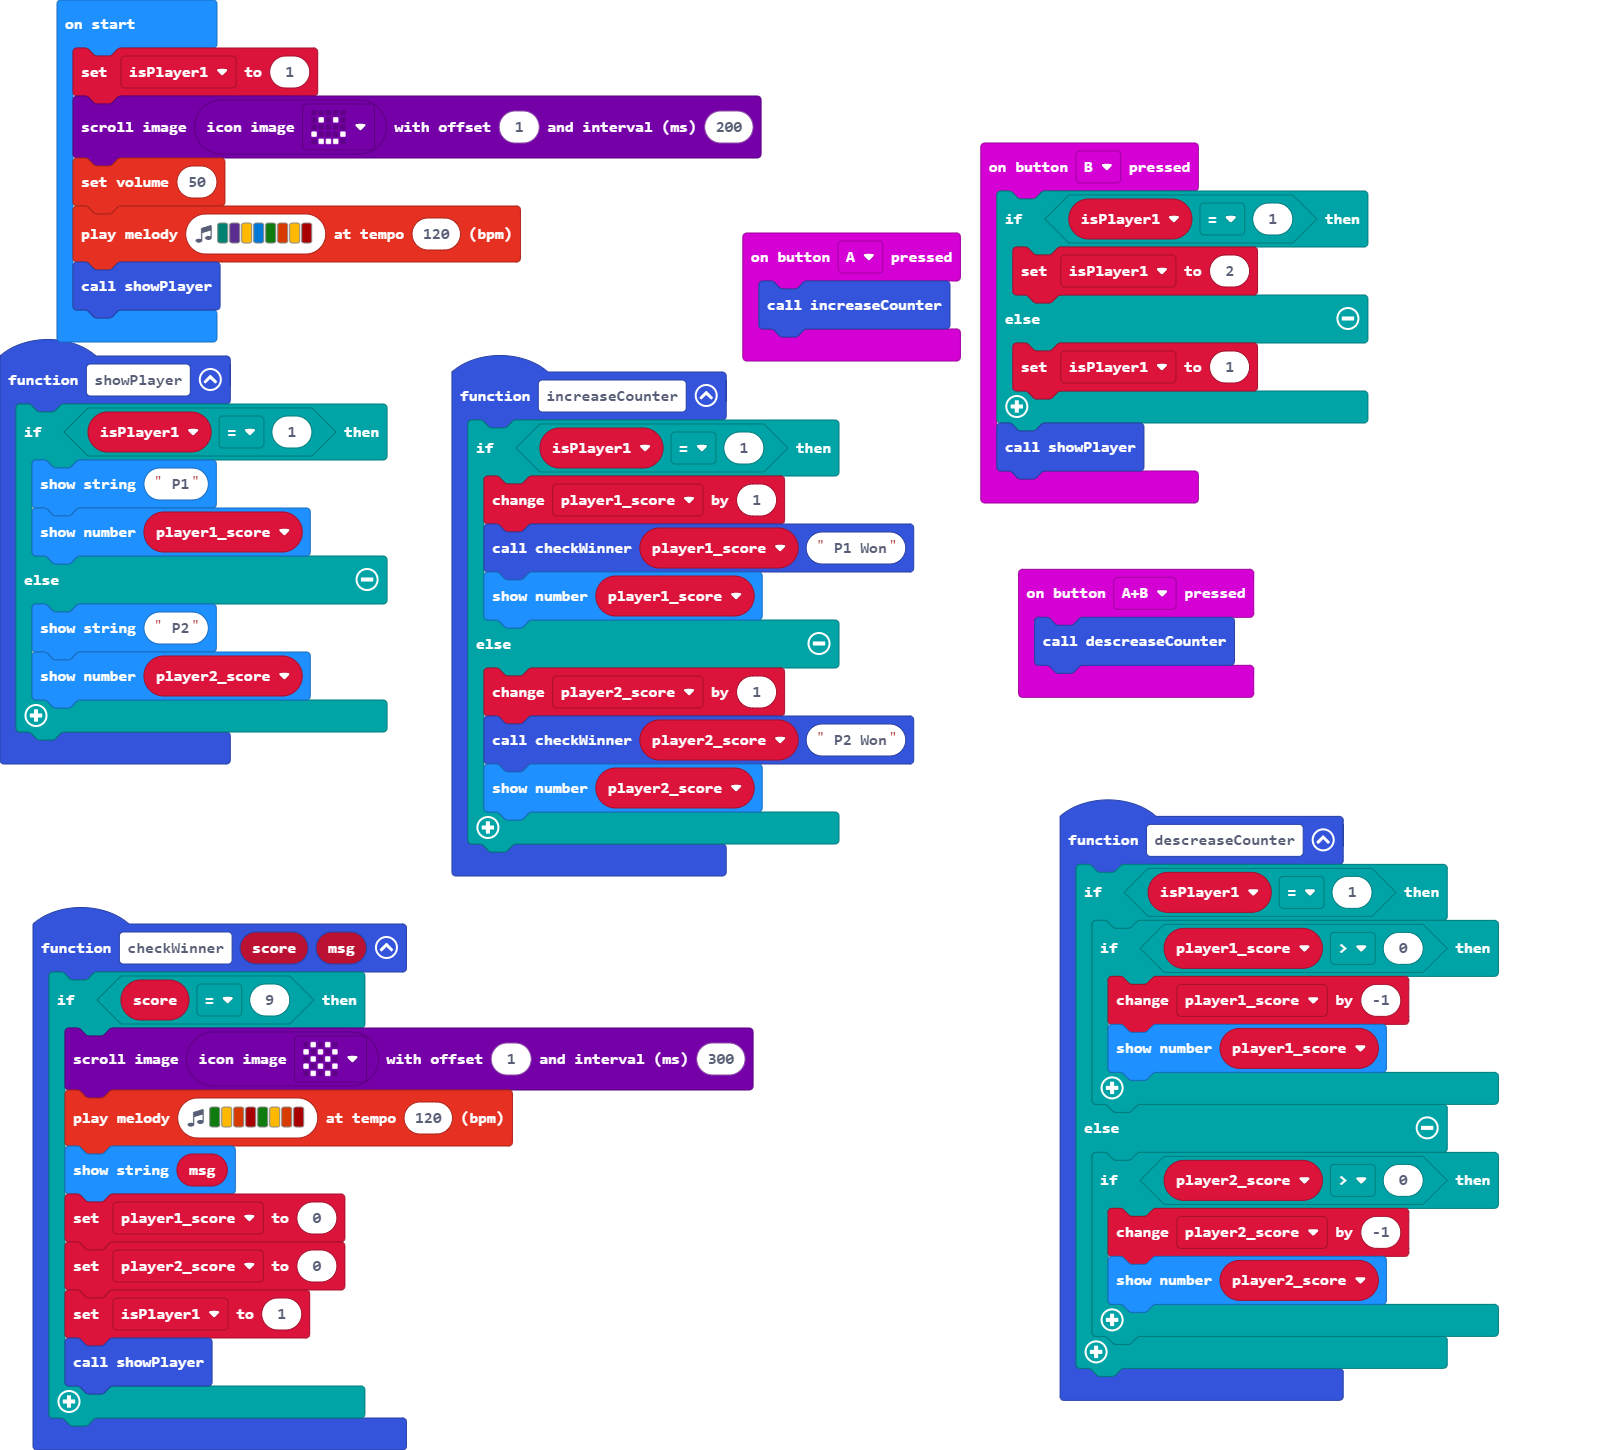 on start
set isPlayer1 to 1
scroll image icon image with offset 1 and interval (ms) 200
set volume 50
play melody at tempo 120 (bpm)
call showPlayer
function showPlayer
if isPlayer1 = 1 then
show string " P1"
show number player1_score
else
show string " P2"
show number player2_score
function increaseCounter
if isPlayer1 = 1 then
change player1_score by 1
call checkWinner player1_score " P1 Won"
show number player1_score
else
change player2_score by 1
call checkWinner player2_score " P2 Won"
show number player2_score
on button A pressed
call increaseCounter
on button B pressed
if isPlayer1 = 1 then
set isPlayer1 to 2
else
set isPlayer1 to 1
call showPlayer
on button A+B pressed
call descreaseCounter
function checkWinner score msg
if score = 9 then
scroll image icon image with offset 1 and interval (ms) 300
play melody at tempo 120 (bpm)
show string msg
set player1_score to 0
set player2_score to 0
set isPlayer1 to 1
call showPlayer
function descreaseCounter
if isPlayer1 = 1 then
if player1_score > 0 then
change player1_score by -1
show number player1_score
else
if player2_score > 0 then
change player2_score by -1
show number player2_score